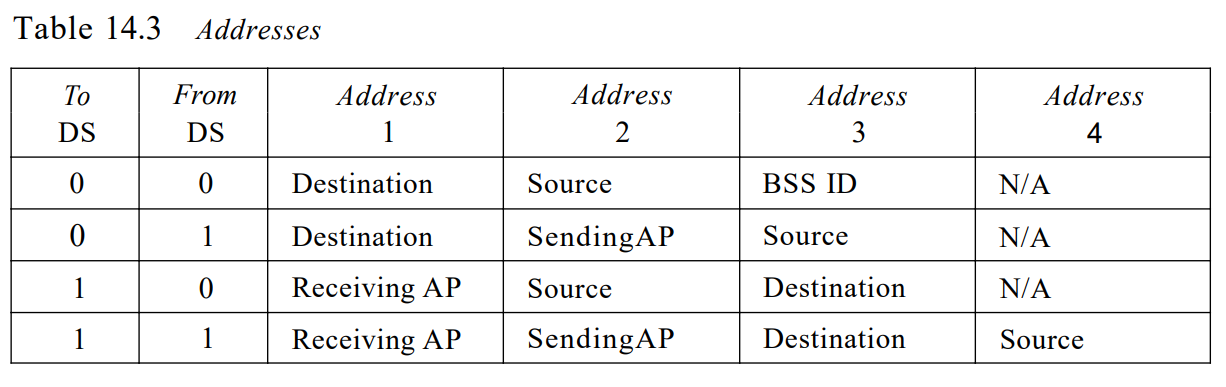 Table 14.3 Addresses
To DS From DS Address 1 Address 2 Address 3 Address 4
0 0 Destination Source BSS ID N/A
0 1 Destination SendingAP Source N/A
1 0 Receiving AP Source Destination N/A
1 1 Receiving AP SendingAP Destination Source